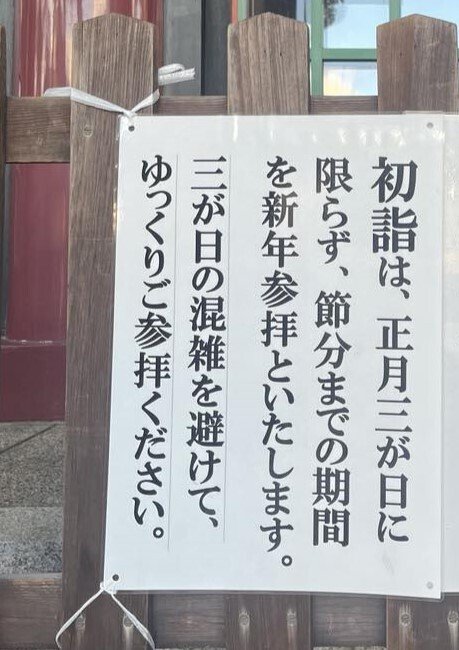 初詣は、正月三が日に
限らず、節分までの期間
を新年参拝といたします。
三が日の混雑を避けて、
ゆっくりご参拝ください。